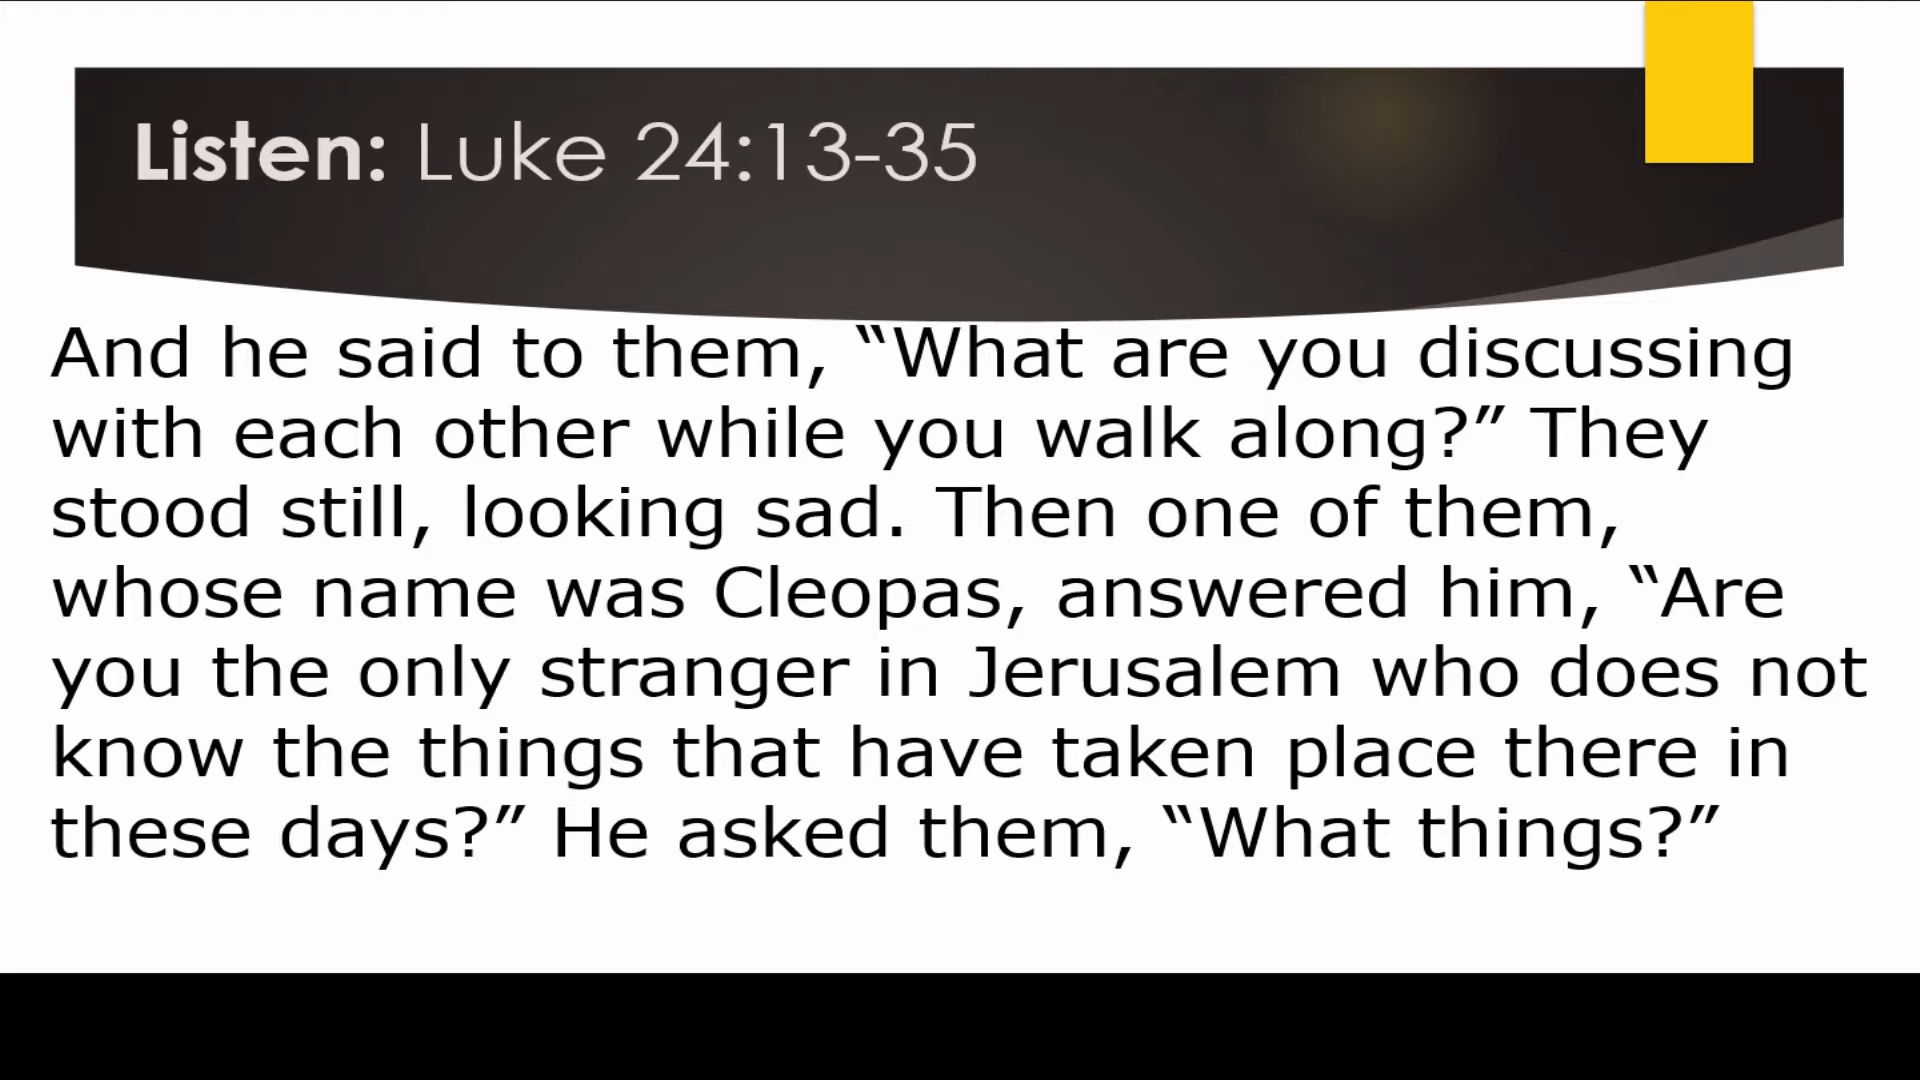 Listen: Luke 24:13-35
And he said to them, “What are you discussing
with each other while you walk along?” They
stood still, looking sad. Then one of them,
whose name was Cleopas, answered him, “Are
you the only stranger in Jerusalem who does not
know the things that have taken place there in
these days?” He asked them, “What things?”